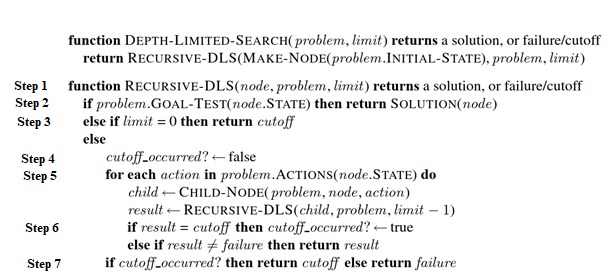 function DEPTH-LIMITED-SEARCH(problem, limit) returns a solution, or failure/cutoff
return RECURSIVE-DLS(MAKE-NODE(problem.INITIAL-STATE), problem, limit)
Step 1 function RECURSIVE-DLS(node, problem, limit) returns a solution, or failure/cutoff
Step 2 if problem.GOAL-TEST(node.STATE) then return SOLUTION(node)
Step 3 else if limit = 0 then return cutoff
else
Step 4 cutoff_occurred? ← false
Step 5 for each action in problem.ACTIONS(node.STATE) do
child ← CHILD-NODE(problem, node, action)
result ← RECURSIVE-DLS(child, problem, limit − 1)
Step 6 if result = cutoff then cutoff_occurred? ← true
else if result ≠ failure then return result
Step 7 if cutoff_occurred? then return cutoff else return failure